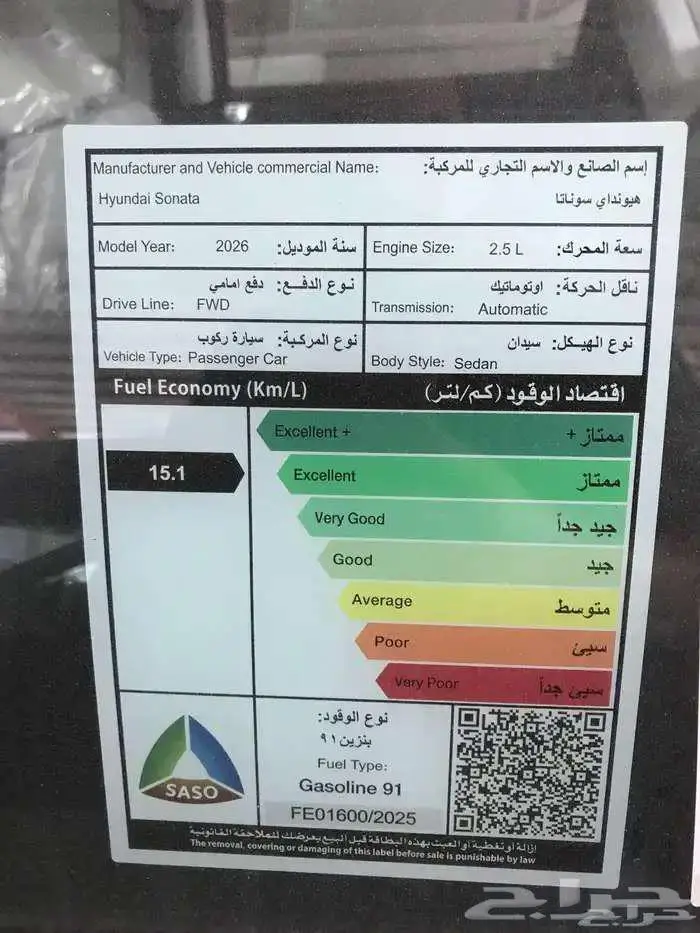 Manufacturer and Vehicle commercial Name: إسم الصانع والاسم التجاري للمركبة:
Hyundai Sonata هيونداي سوناتا
Model Year: 2026 سنة الموديل: Engine Size: 2.5 L سعة المحرك:
نوع الدفـع: دفع امامي
Drive Line: FWD
ناقل الحركة: اوتوماتيك
Transmission: Automatic
نوع المركبة: سيارة ركوب
Vehicle Type: Passenger Car
نوع الهيكل: سيدان
Body Style: Sedan
Fuel Economy (Km/L) اقتصاد الوقود (كم/لتر)
Excellent + ممتاز +
15.1 Excellent ممتاز
Very Good جيد جداً
Good جيد
Average متوسط
Poor سيئ
Very Poor سيئ جداً
SASO
نوع الوقود:
بنزين ٩١
Fuel Type:
Gasoline 91
FE01600/2025
إزالة أو تغطية أو العبث بهذه البطاقة قبل البيع يعرضك للملاحقة القانونية
The removal, covering or damaging of this label before sale is punishable by law
حراج
حراج